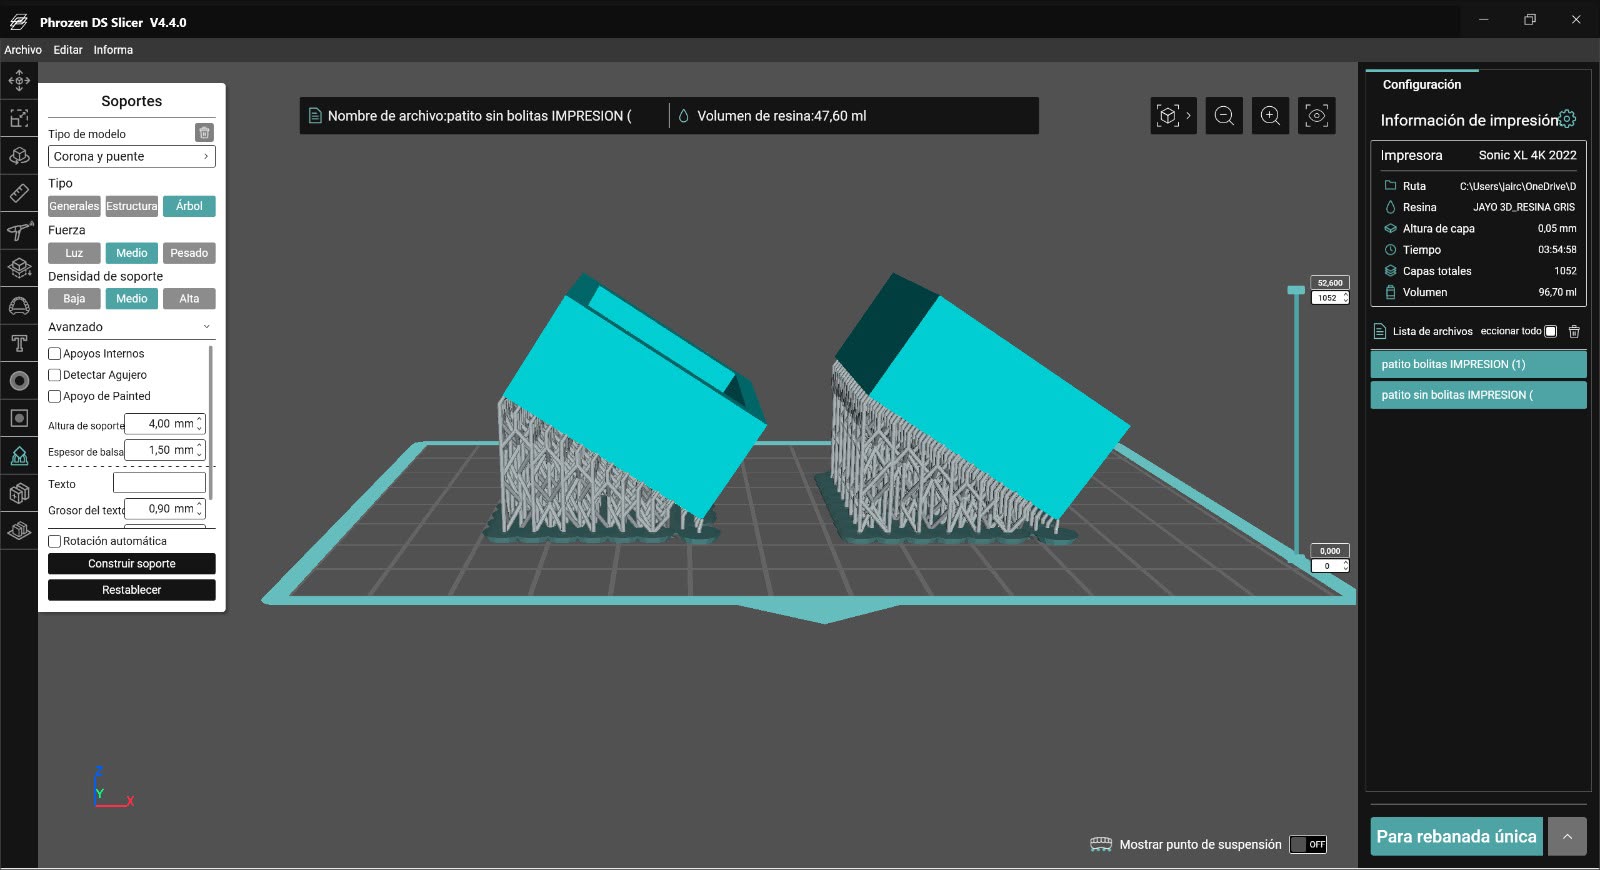 Phrozen DS Slicer V4.4.0
Archivo Editar Informa
Soportes
Tipo de modelo
Corona y puente
Tipo
Generales Estructura Árbol
Fuerza
Luz Medio Pesado
Densidad de soporte
Baja Medio Alta
Avanzado
Apoyos Internos
Detectar Agujero
Apoyo de Painted
Altura de soporte 4,00 mm
Espesor de balsa 1,50 mm
Texto
Grosor del texto 0,90 mm
Rotación automática
Construir soporte
Restablecer
Nombre de archivo:patito sin bolitas IMPRESION (
Volumen de resina:47,60 ml
52,600
1052
0,000
0
Z
Y
X
Mostrar punto de suspensión OFF
Configuración
Información de impresión
Impresora Sonic XL 4K 2022
Ruta C:\Users\jairc\OneDrive\D
Resina JAYO 3D_RESINA GRIS
Altura de capa 0,05 mm
Tiempo 03:54:58
Capas totales 1052
Volumen 96,70 ml
Lista de archivos eccionar todo
patito bolitas IMPRESION (1)
patito sin bolitas IMPRESION (
Para rebanada única